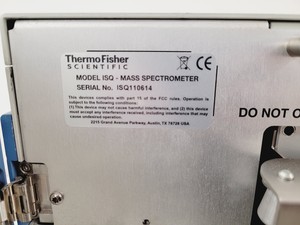 ThermoFisher
SCIENTIFIC
CE
MODEL ISQ - MASS SPECTROMETER
SERIAL No. ISQ110614
This devices complies with part 15 of the FCC rules. Operation is
subject to the following conditions:
(1) This device may not cause harmful interference, and (2) this device
must accept any interference received, including interference that may
cause undesired operation.
2215 Grand Avenue Parkway, Austin, TX 78728 USA
DO NOT O